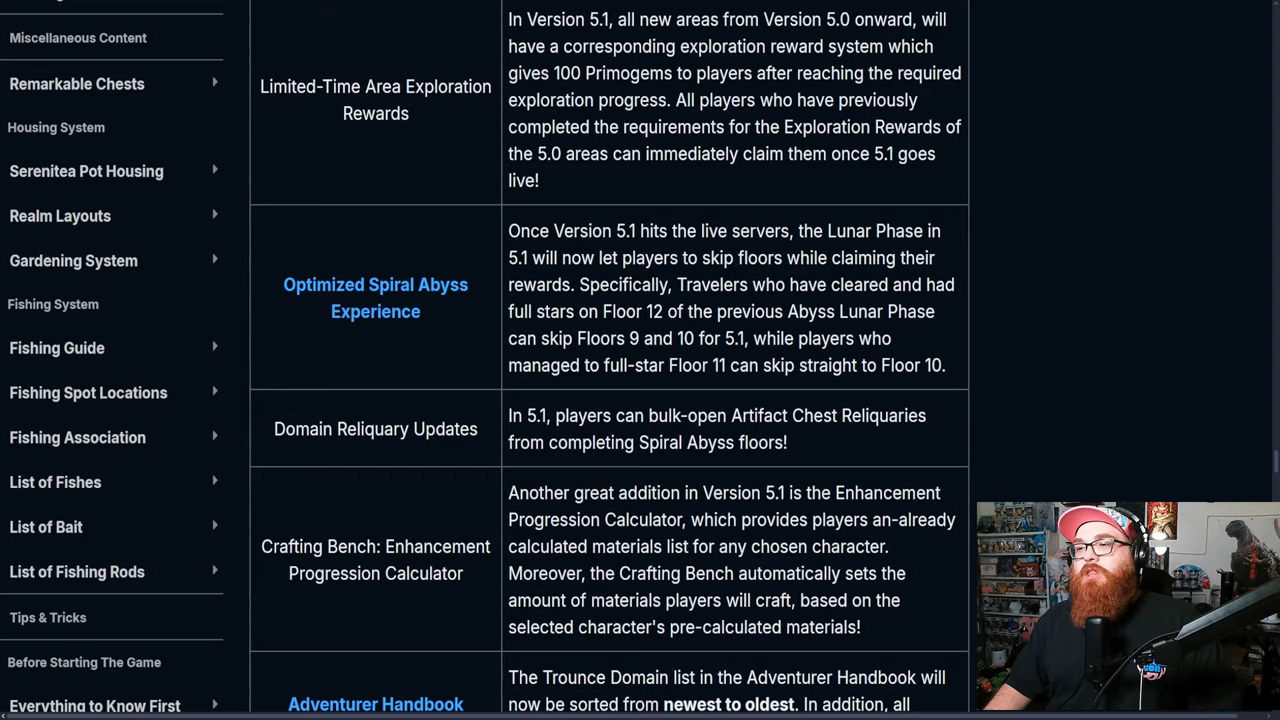 Miscellaneous Content
Remarkable Chests
Housing System
Serenitea Pot Housing
Realm Layouts
Gardening System
Fishing System
Fishing Guide
Fishing Spot Locations
Fishing Association
List of Fishes
List of Bait
List of Fishing Rods
Tips & Tricks
Before Starting The Game
Everything to Know First
Limited-Time Area Exploration
Rewards
In Version 5.1, all new areas from Version 5.0 onward, will
have a corresponding exploration reward system which
gives 100 Primogems to players after reaching the required
exploration progress. All players who have previously
completed the requirements for the Exploration Rewards of
the 5.0 areas can immediately claim them once 5.1 goes
live!
Optimized Spiral Abyss
Experience
Once Version 5.1 hits the live servers, the Lunar Phase in
5.1 will now let players to skip floors while claiming their
rewards. Specifically, Travelers who have cleared and had
full stars on Floor 12 of the previous Abyss Lunar Phase
can skip Floors 9 and 10 for 5.1, while players who
managed to full-star Floor 11 can skip straight to Floor 10.
Domain Reliquary Updates
In 5.1, players can bulk-open Artifact Chest Reliquaries
from completing Spiral Abyss floors!
Crafting Bench: Enhancement
Progression Calculator
Another great addition in Version 5.1 is the Enhancement
Progression Calculator, which provides players an-already
calculated materials list for any chosen character.
Moreover, the Crafting Bench automatically sets the
amount of materials players will craft, based on the
selected character's pre-calculated materials!
Adventurer Handbook
The Trounce Domain list in the Adventurer Handbook will
now be sorted from newest to oldest. In addition, all